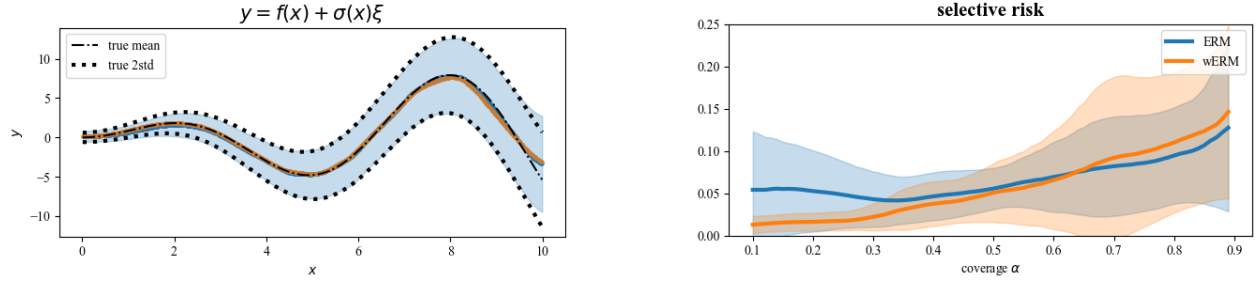 y = f(x) + σ(x)ξ
true mean
true 2std
10
5
0
−5
−10
y
0 2 4 6 8 10
x
selective risk
ERM
wERM
0.25
0.20
0.15
0.10
0.05
0.00
0.1 0.2 0.3 0.4 0.5 0.6 0.7 0.8 0.9
coverage α